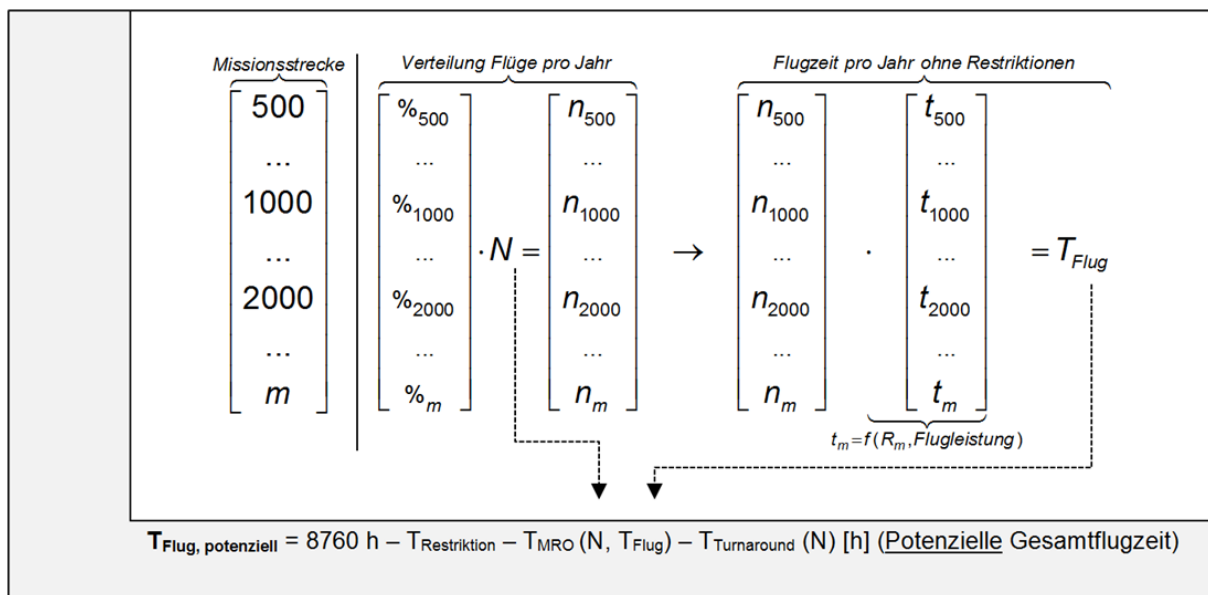 Missionsstrecke Verteilung Flüge pro Jahr Flugzeit pro Jahr ohne Restriktionen
500 %500 n500 n500 t500
... ... ... ... ...
1000 %1000 n1000 n1000 t1000
... ... · N = ... → ... · ... = TFlug
2000 %2000 n2000 n2000 t2000
... ... ... ... ...
m %m nm nm tm
tm=f(Rm,Flugleistung)
TFlug, potenziell = 8760 h – TRestriktion – TMRO (N, TFlug) – TTurnaround (N) [h] (Potenzielle Gesamtflugzeit)